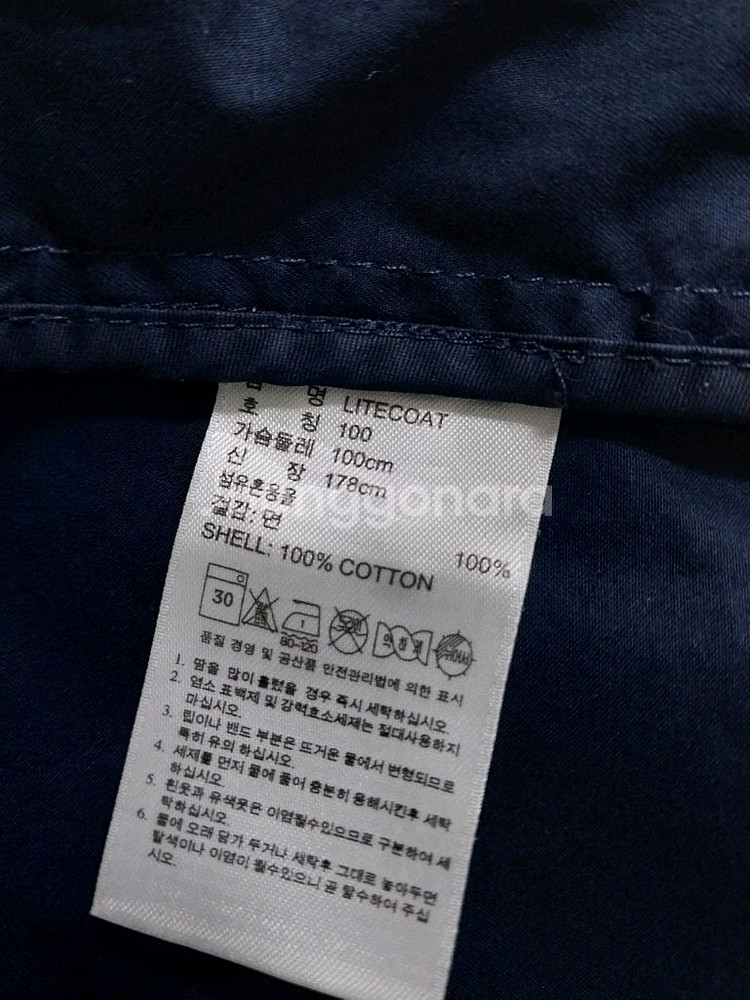 명 LITECOAT
호 칭 100
가슴둘레 100cm
신 장 178cm
섬유혼용율
겉감: 면 100%
SHELL: 100% COTTON
30
80-120
품질 경영 및 공산품 안전관리법에 의한 표시
1. 땀을 많이 흘렸을 경우 즉시 세탁하십시오.
2. 염소 표백제 및 강력효소세제는 절대사용하지
마십시오.
3. 립이나 밴드 부분은 뜨거운 물에서 변형되므로
특히 유의 하십시오.
4. 세제를 먼저 물에 풀어 충분히 용해시킨후 세탁
하십시오.
5. 흰옷과 유색옷은 이염될수있으므로 구분하여 세
탁하십시오.
6. 물에 오래 담가 두거나 세탁후 그대로 놓아두면
탈색이나 이염이 될수있으니 곧 탈수하여 주십
시오.